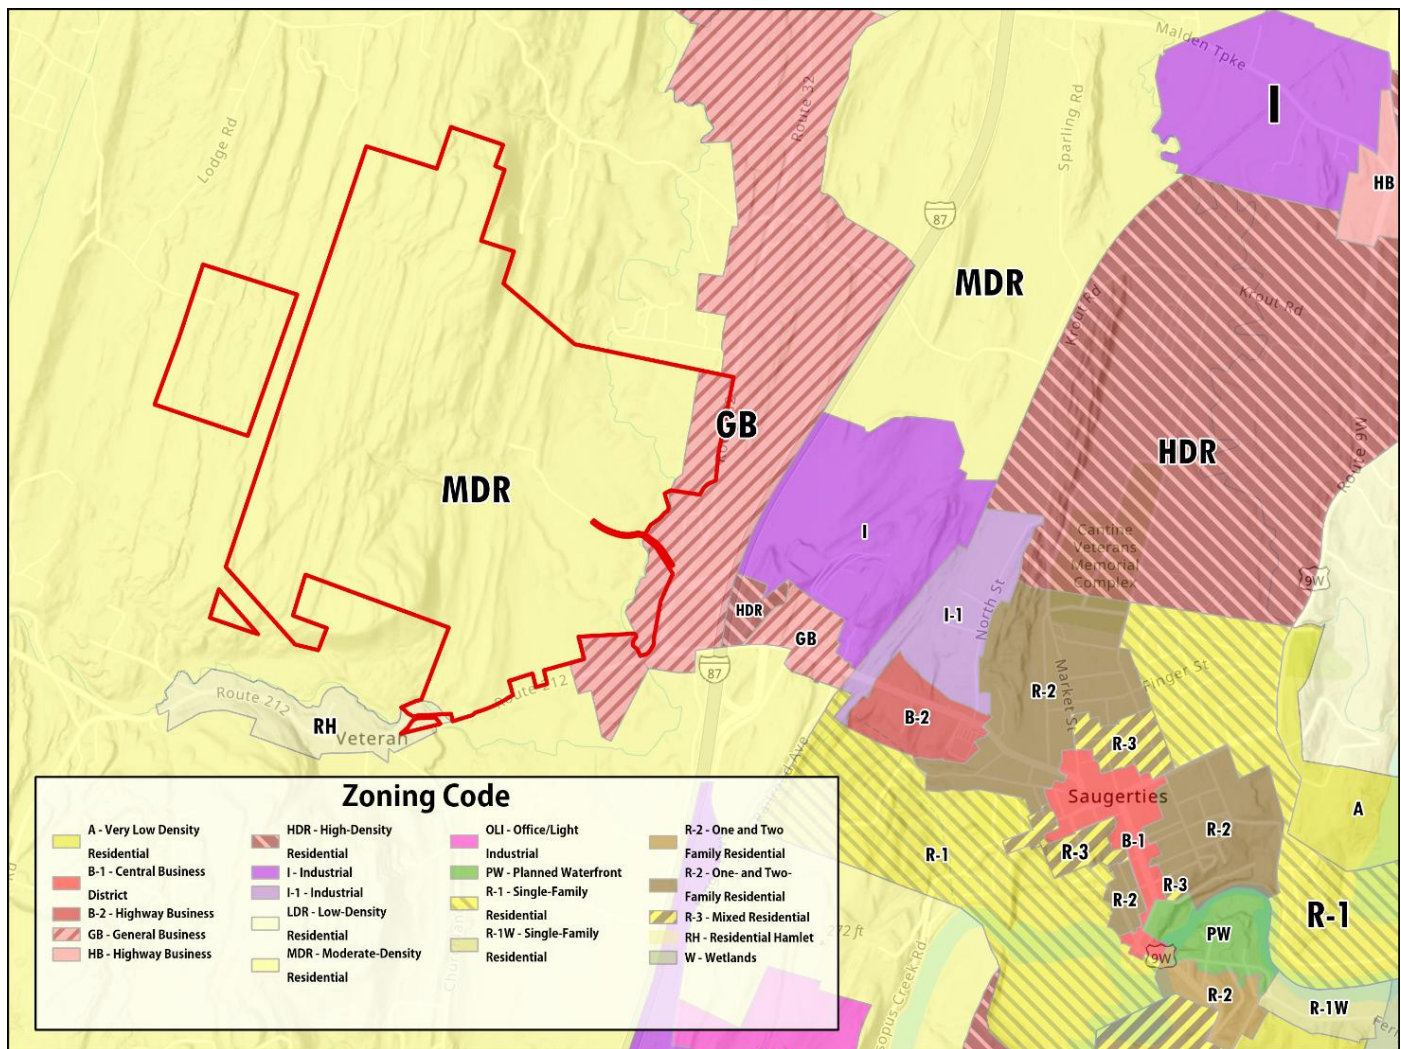 Malden Tpke
I
Route 32
Sparling Rd
Lodge Rd
HB
87
MDR
Krout Rd
Krout Rd
GB
HDR
Route 9W
MDR
I
Cantine
Veterans
Memorial
Complex
9W
HDR
I-1
North St
GB
87
Finger St
Route 212
Route 212
R-2
Market St
RH
Veteran
B-2
R-3
Saugerties
A
R-2
B-1
R-1
R-3
R-3
R-2
R-1
PW
9W
272 ft
R-2
R-1W
Zoning Code
A - Very Low Density
Residential
B-1 - Central Business
District
B-2 - Highway Business
GB - General Business
HB - Highway Business
HDR - High-Density
Residential
I - Industrial
I-1 - Industrial
LDR - Low-Density
Residential
MDR - Moderate-Density
Residential
OLI - Office/Light
Industrial
PW - Planned Waterfront
R-1 - Single-Family
Residential
R-1W - Single-Family
Residential
R-2 - One and Two
Family Residential
R-2 - One- and Two-
Family Residential
R-3 - Mixed Residential
RH - Residential Hamlet
W - Wetlands